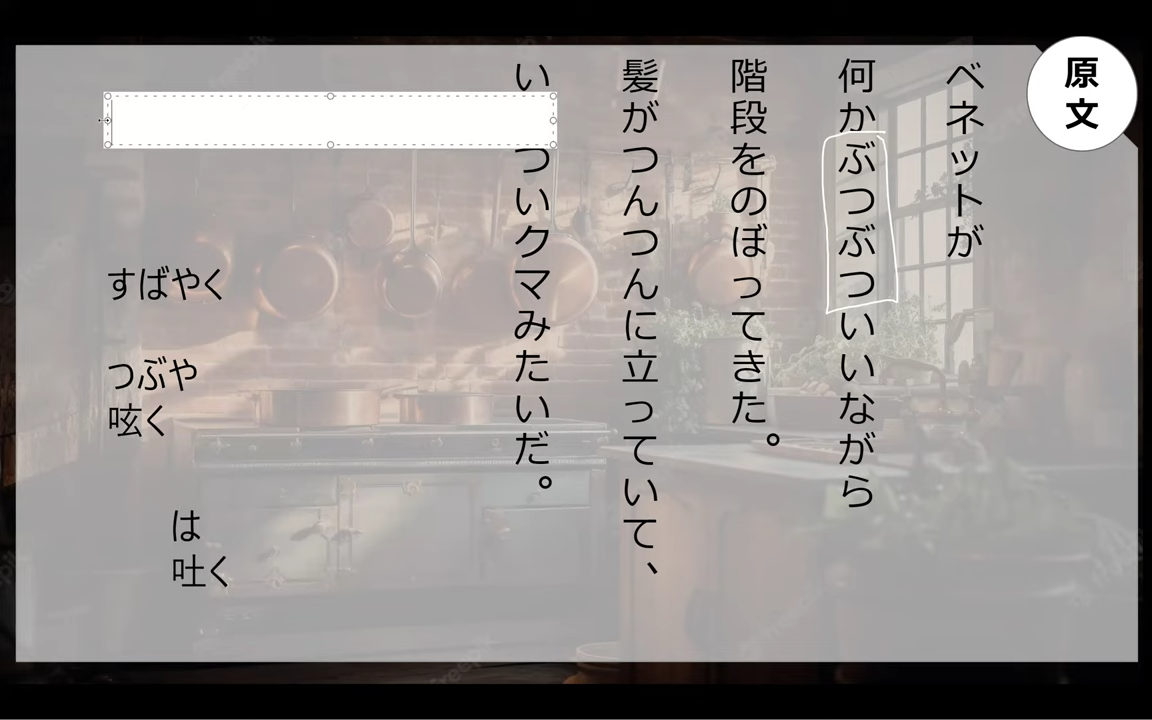 原文
ベネットが
何かぶつぶついいながら
階段をのぼってきた。
髪がつんつんに立っていて、
い
ついクマみたいだ。
すばやく
つぶや
呟く
は
吐く